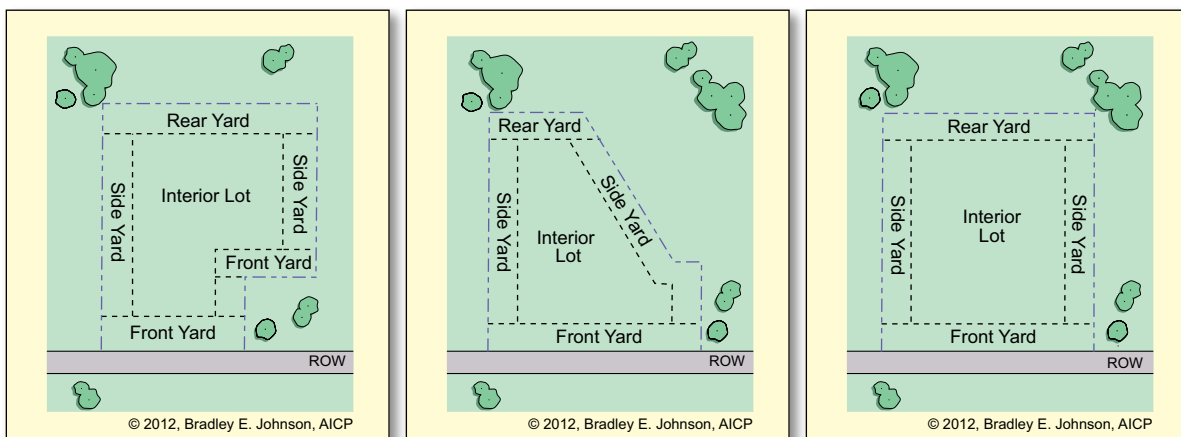 Rear Yard
Side Yard
Interior Lot
Side Yard
Front Yard
Front Yard
ROW
© 2012, Bradley E. Johnson, AICP
Rear Yard
Side Yard
Side Yard
Interior
Lot
Front Yard
ROW
© 2012, Bradley E. Johnson, AICP
Rear Yard
Side Yard
Interior
Lot
Side Yard
Front Yard
ROW
© 2012, Bradley E. Johnson, AICP